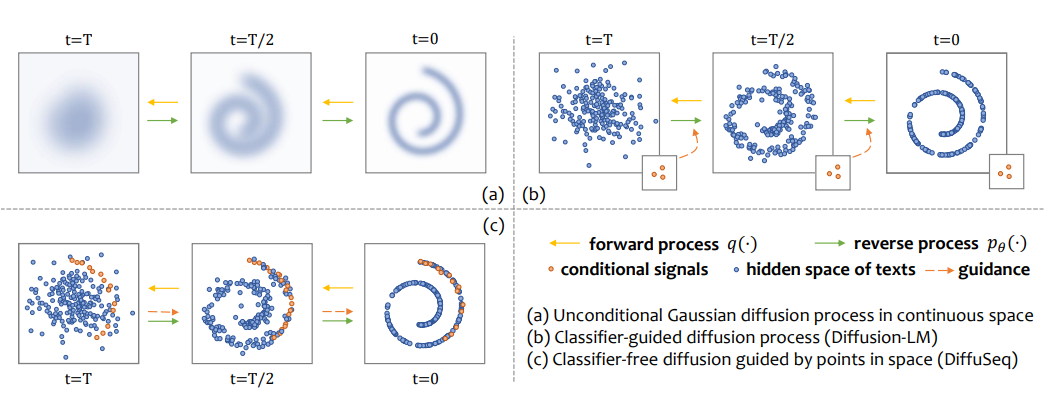 t=T
t=T/2
t=0
(a)
t=T
t=T/2
t=0
(b)
(c)
t=T
t=T/2
t=0
forward process q(·)
reverse process pθ(·)
conditional signals
hidden space of texts
guidance
(a) Unconditional Gaussian diffusion process in continuous space
(b) Classifier-guided diffusion process (Diffusion-LM)
(c) Classifier-free diffusion guided by points in space (DiffuSeq)